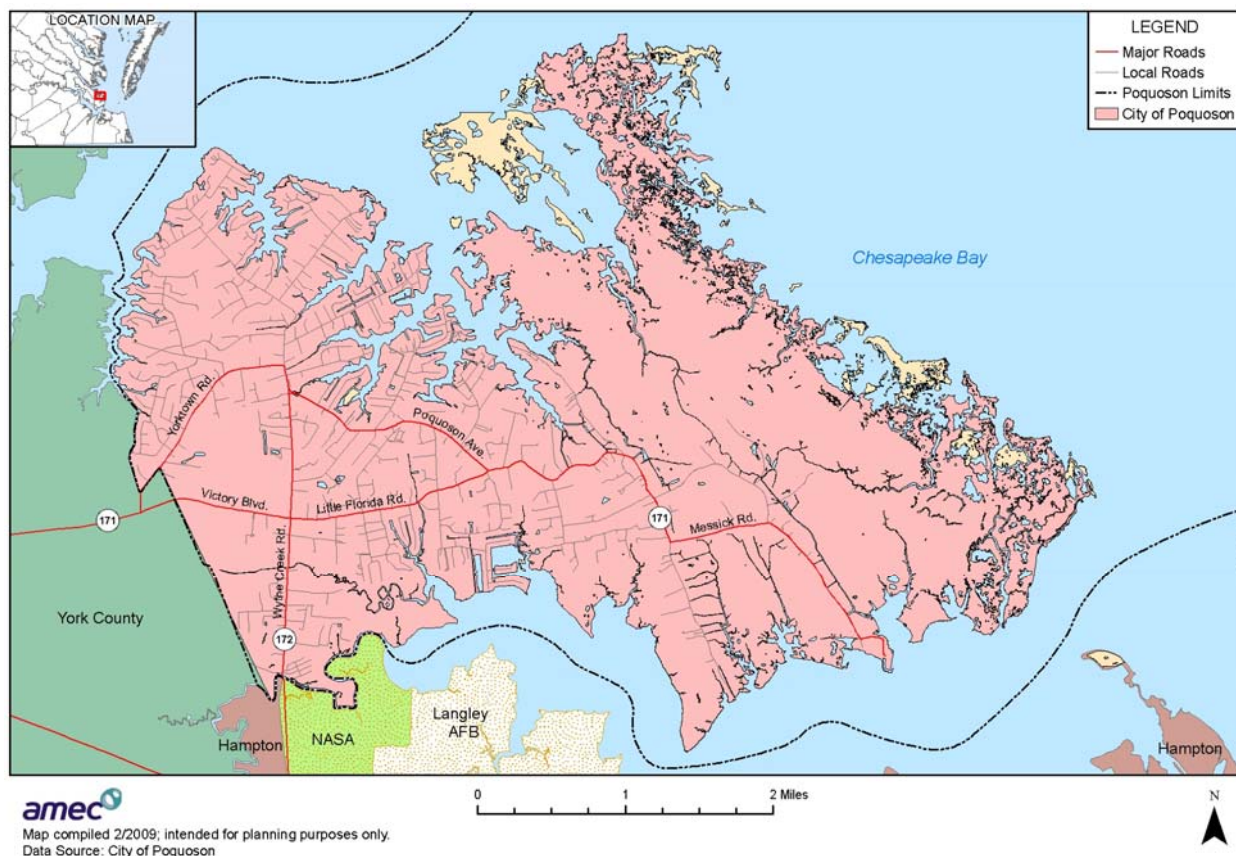 LOCATION MAP
LEGEND
Major Roads
Local Roads
Poquoson Limits
City of Poquoson
Chesapeake Bay
Yorktown Rd.
Poquoson Ave.
Victory Blvd.
Little Florida Rd.
171
171
Messick Rd.
Wythe Creek Rd.
York County
172
Langley
AFB
Hampton
NASA
Hampton
amec
0
1
2 Miles
N
Map compiled 2/2009; intended for planning purposes only.
Data Source: City of Poquoson